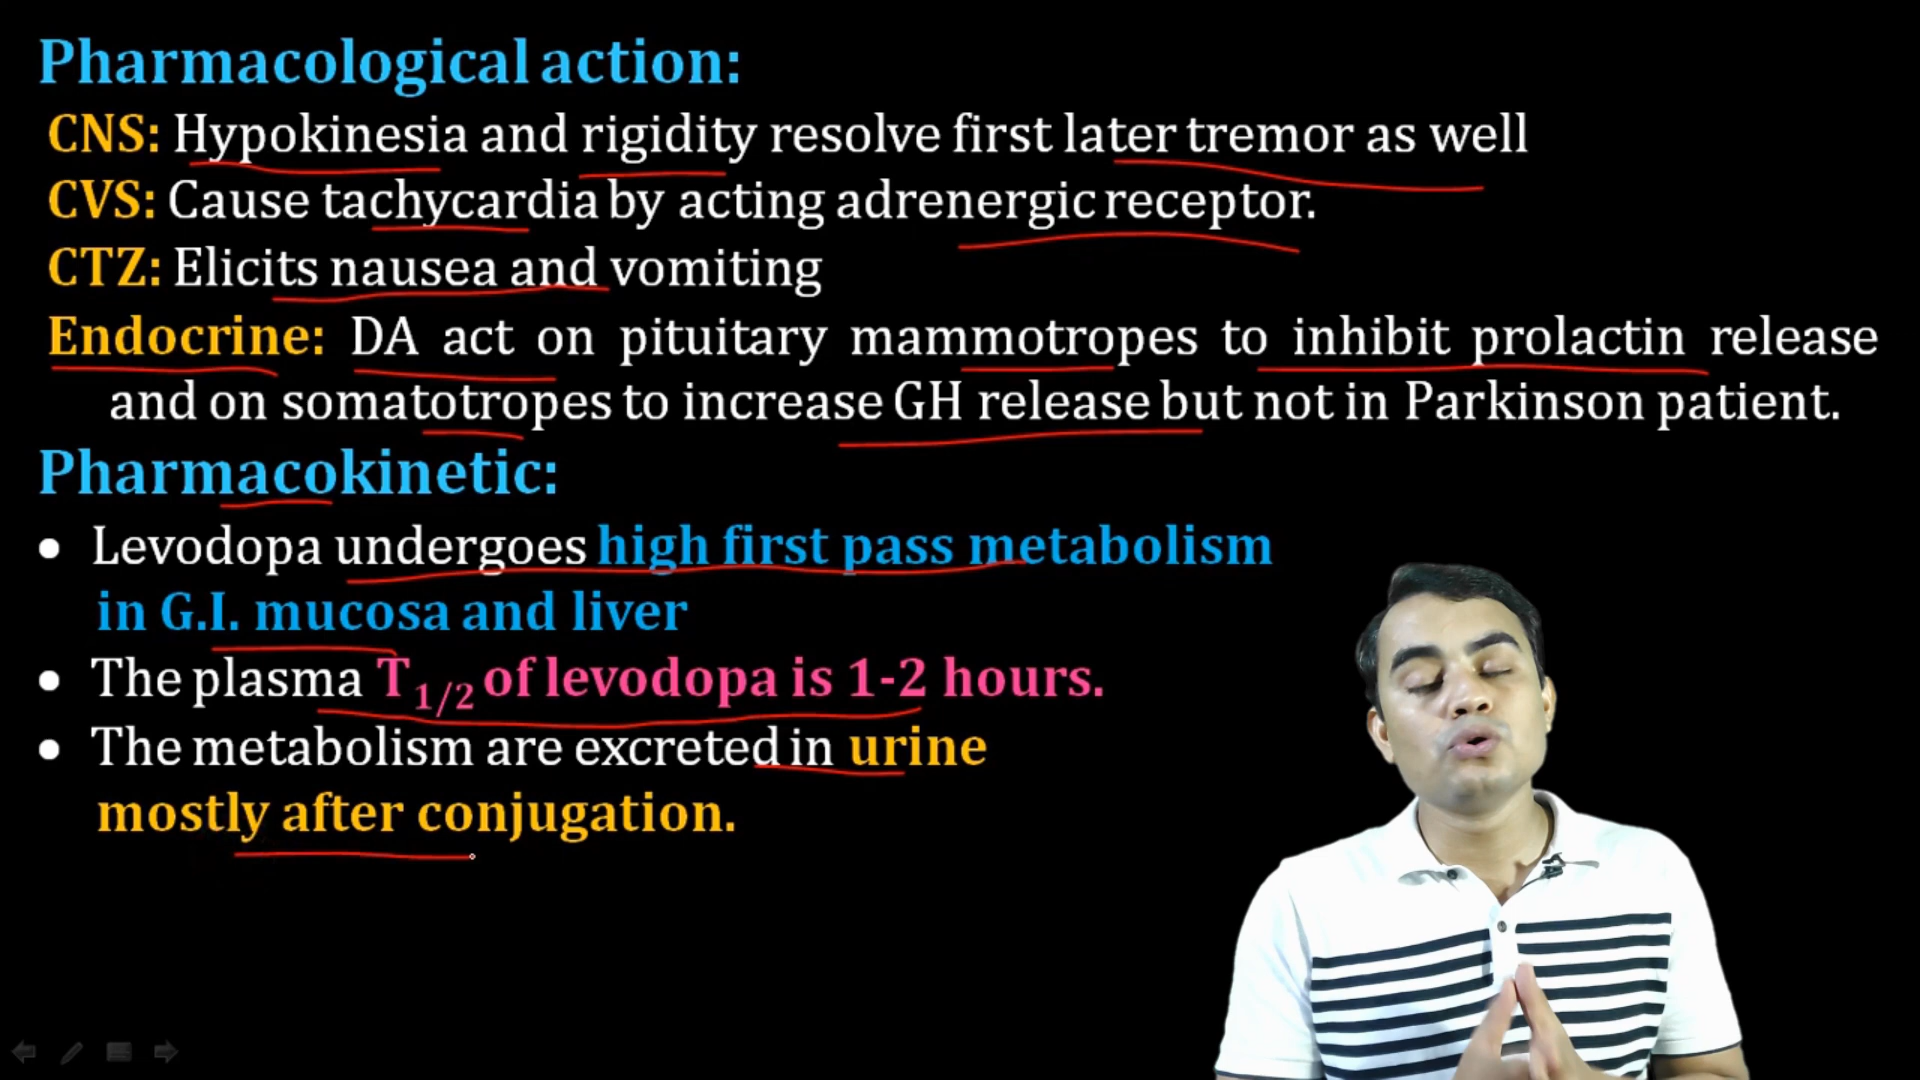 Pharmacological action:
CNS: Hypokinesia and rigidity resolve first later tremor as well
CVS: Cause tachycardia by acting adrenergic receptor.
CTZ: Elicits nausea and vomiting
Endocrine: DA act on pituitary mammotropes to inhibit prolactin release
and on somatotropes to increase GH release but not in Parkinson patient.
Pharmacokinetic:
• Levodopa undergoes high first pass metabolism
in G.I. mucosa and liver
• The plasma T1/2 of levodopa is 1-2 hours.
• The metabolism are excreted in urine
mostly after conjugation.